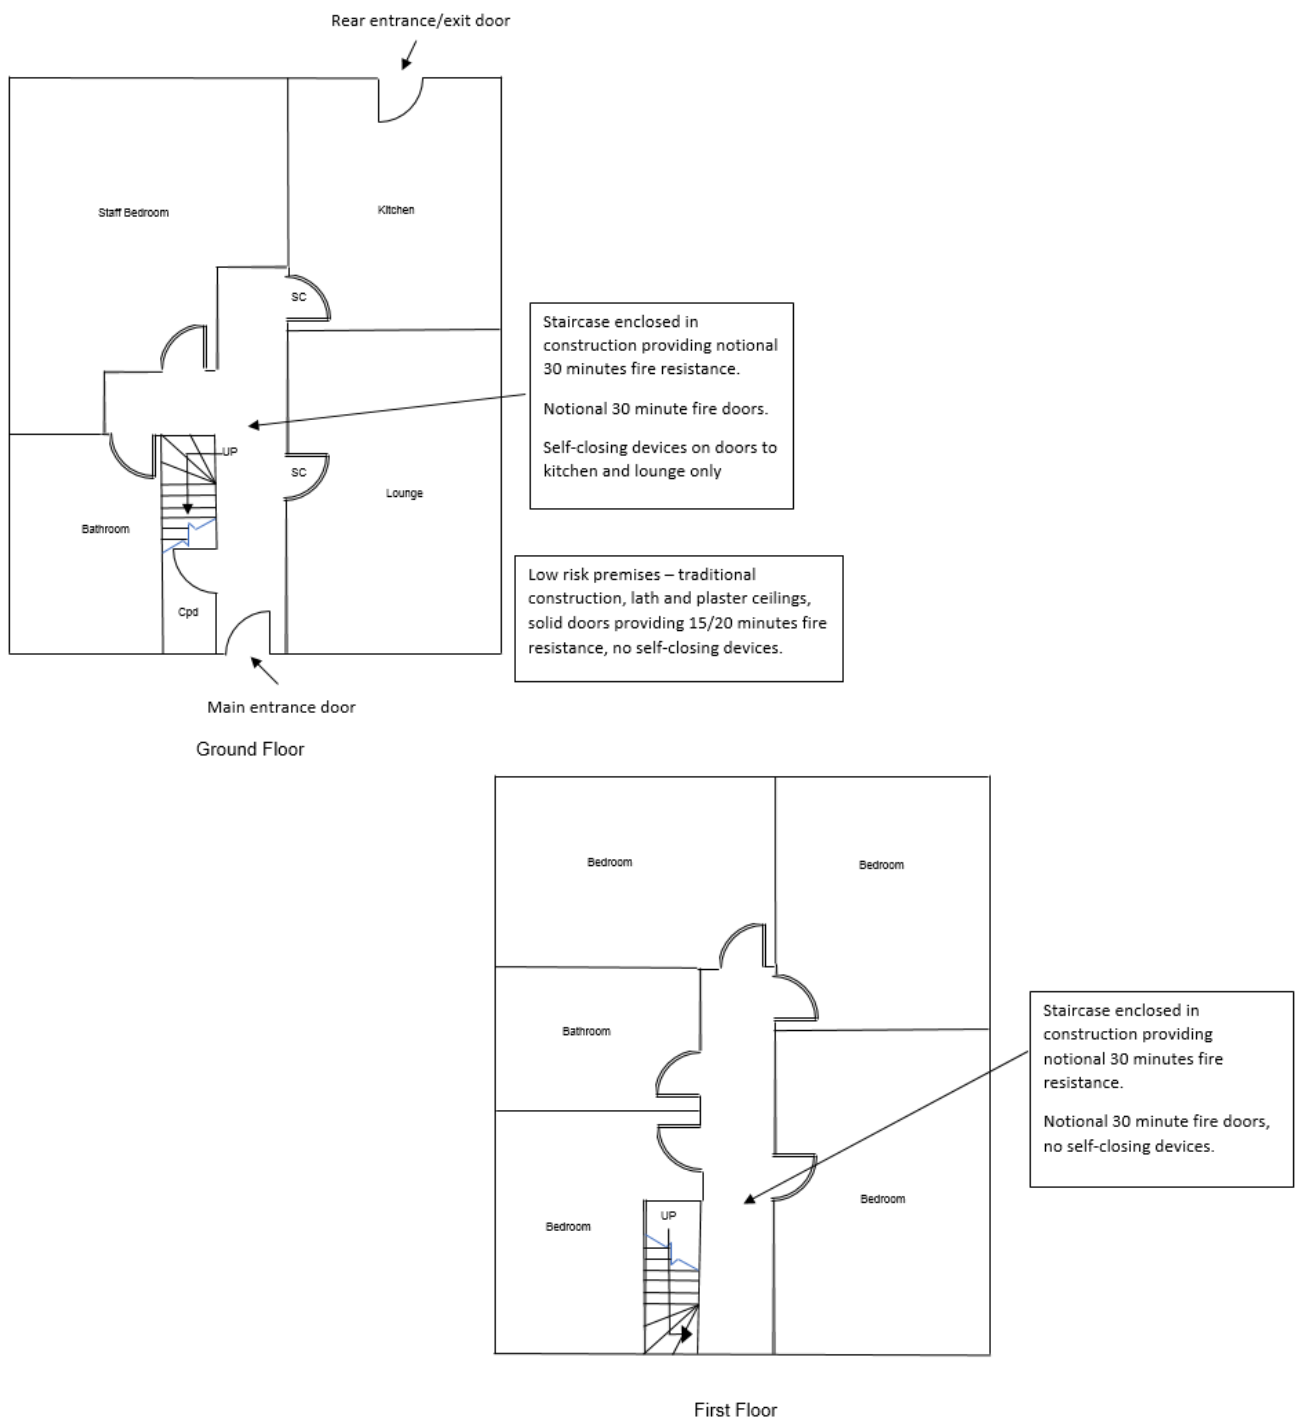 Rear entrance/exit door
Staff Bedroom
Kitchen
SC
Staircase enclosed in
construction providing notional
30 minutes fire resistance.
Notional 30 minute fire doors.
Self-closing devices on doors to
kitchen and lounge only
UP
SC
Lounge
Bathroom
Low risk premises – traditional
construction, lath and plaster ceilings,
solid doors providing 15/20 minutes fire
resistance, no self-closing devices.
Cpd
Main entrance door
Ground Floor
Bedroom
Bedroom
Bathroom
Staircase enclosed in
construction providing
notional 30 minutes fire
resistance.
Notional 30 minute fire doors,
no self-closing devices.
Bedroom
UP
Bedroom
First Floor